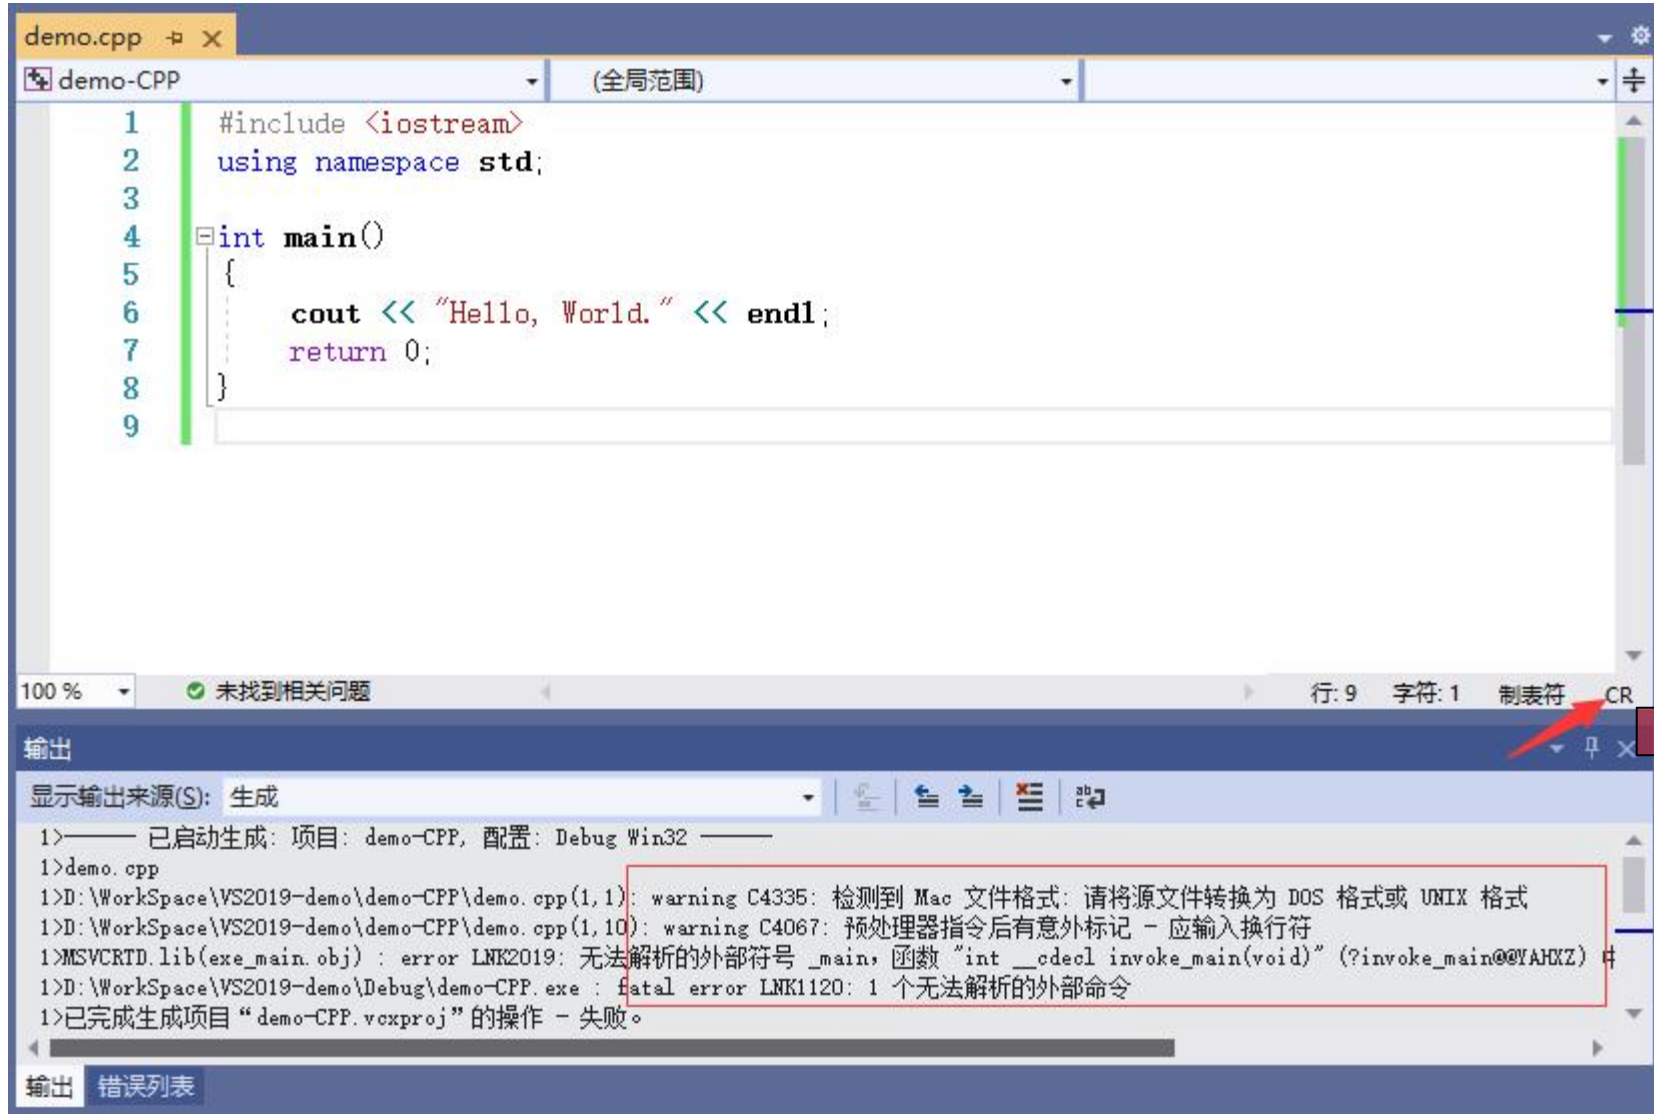 demo.cpp
demo-CPP (全局范围)
1 #include <iostream>
2 using namespace std;
3
4 int main()
5 {
6 cout << "Hello, World." << endl;
7 return 0;
8 }
9
100 % 未找到相关问题 行: 9 字符: 1 制表符 CR
输出
显示输出来源(S): 生成
1>------ 已启动生成: 项目: demo-CPP, 配置: Debug Win32 ------
1>demo.cpp
1>D:\WorkSpace\VS2019-demo\demo-CPP\demo.cpp(1,1): warning C4335: 检测到 Mac 文件格式: 请将源文件转换为 DOS 格式或 UNIX 格式
1>D:\WorkSpace\VS2019-demo\demo-CPP\demo.cpp(1,10): warning C4067: 预处理器指令后有意外标记 - 应输入换行符
1>MSVCRTD.lib(exe_main.obj) : error LNK2019: 无法解析的外部符号 _main，函数 "int __cdecl invoke_main(void)" (?invoke_main@@YAHXZ)
1>D:\WorkSpace\VS2019-demo\Debug\demo-CPP.exe : fatal error LNK1120: 1 个无法解析的外部命令
1>已完成生成项目“demo-CPP.vcxproj”的操作 - 失败。
输出 错误列表